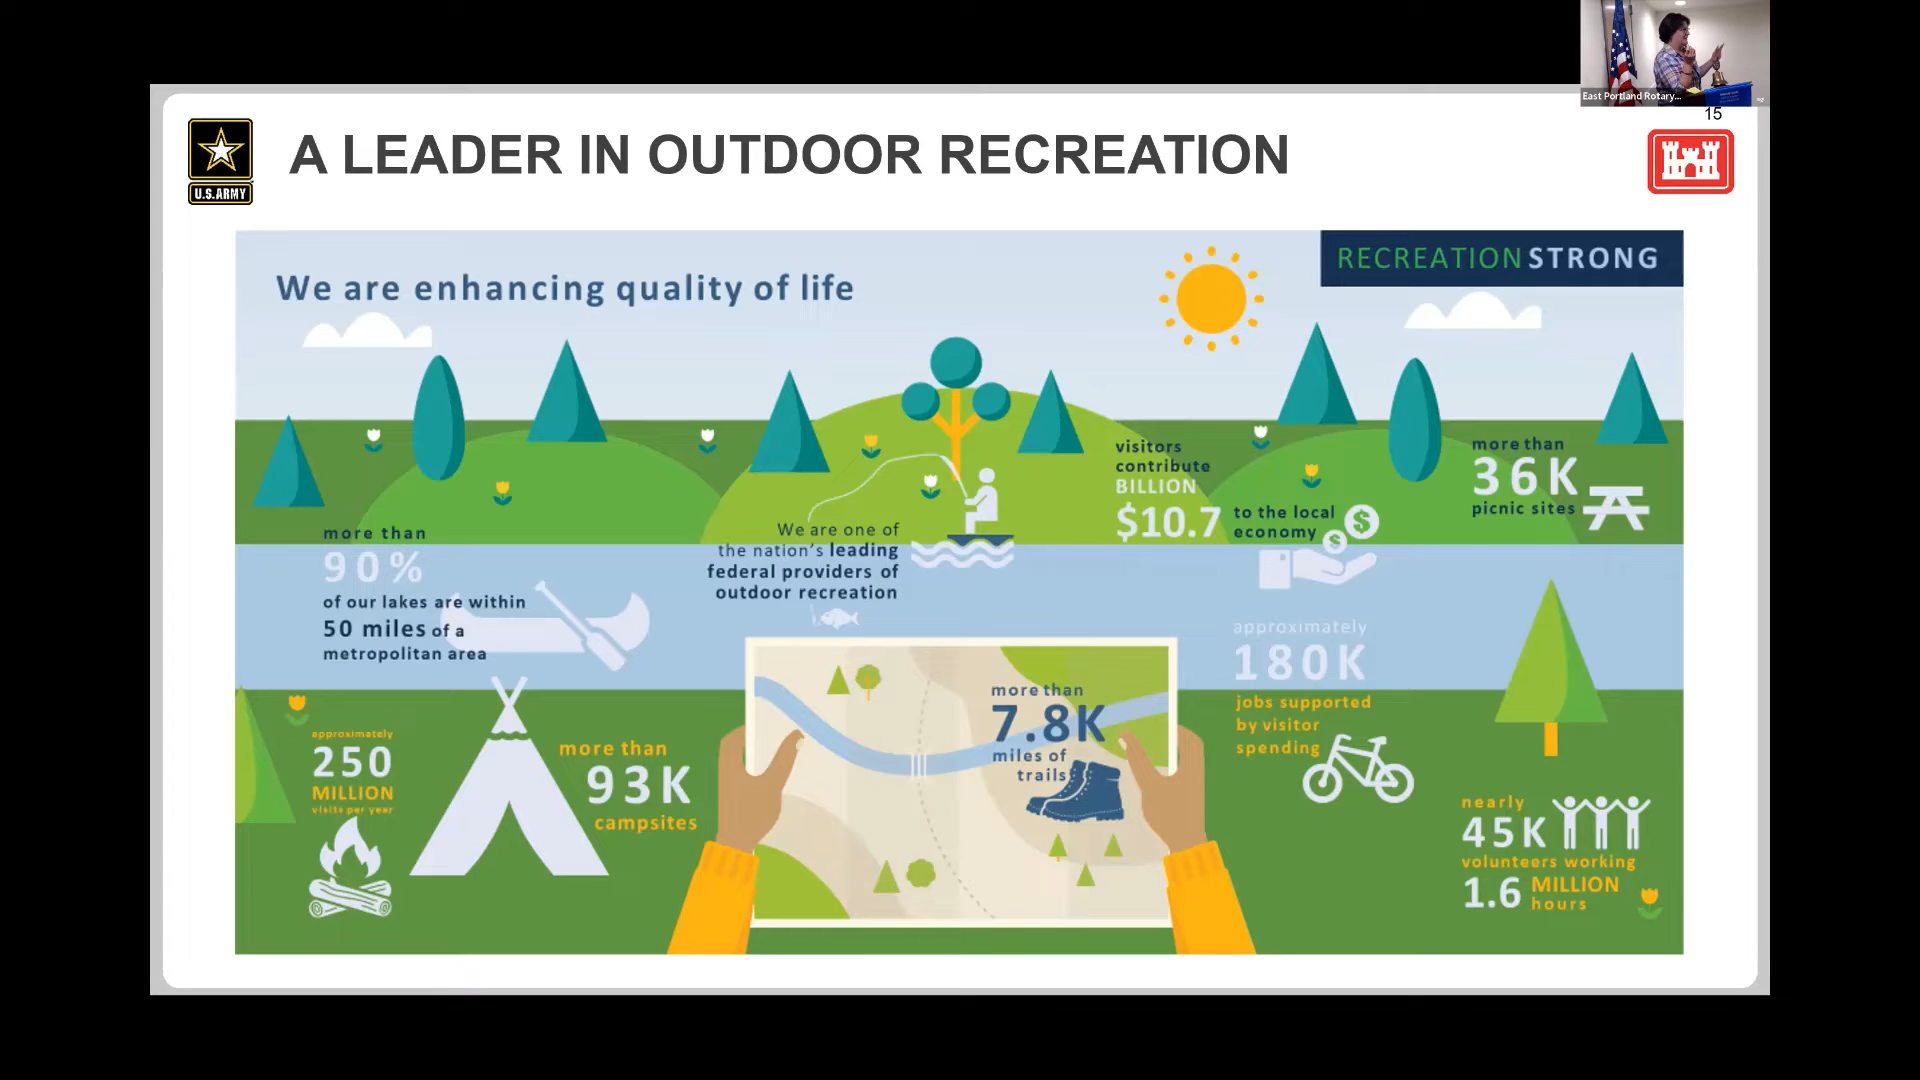 East Portland Rotary...
15
U.S.ARMY
A LEADER IN OUTDOOR RECREATION
RECREATION STRONG
We are enhancing quality of life
more than
90%
of our lakes are within
50 miles of a
metropolitan area
We are one of
the nation's leading
federal providers of
outdoor recreation
visitors
contribute
BILLION
$10.7
to the local
economy
$
$
more than
36K
picnic sites
approximately
250
MILLION
visits per year
more than
93K
campsites
more than
7.8K
miles of
trails
approximately
180K
jobs supported
by visitor
spending
nearly
45K
volunteers working
1.6 MILLION
hours